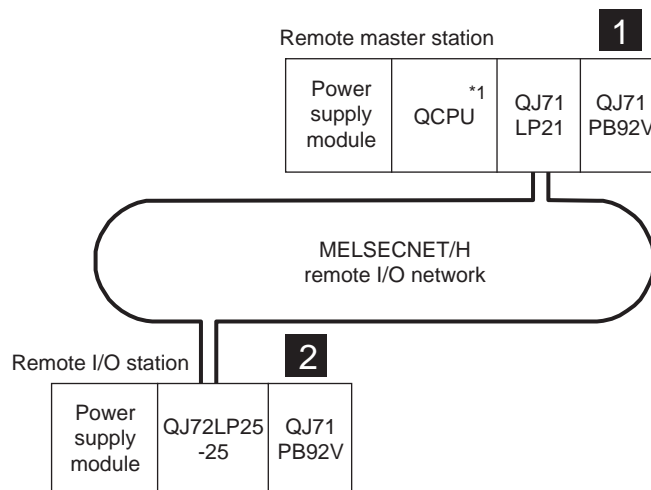 Remote master station
1
Power
supply
module
*1
QCPU
QJ71
LP21
QJ71
PB92V
MELSECNET/H
remote I/O network
Remote I/O station
2
Power
supply
module
QJ72LP25
-25
QJ71
PB92V